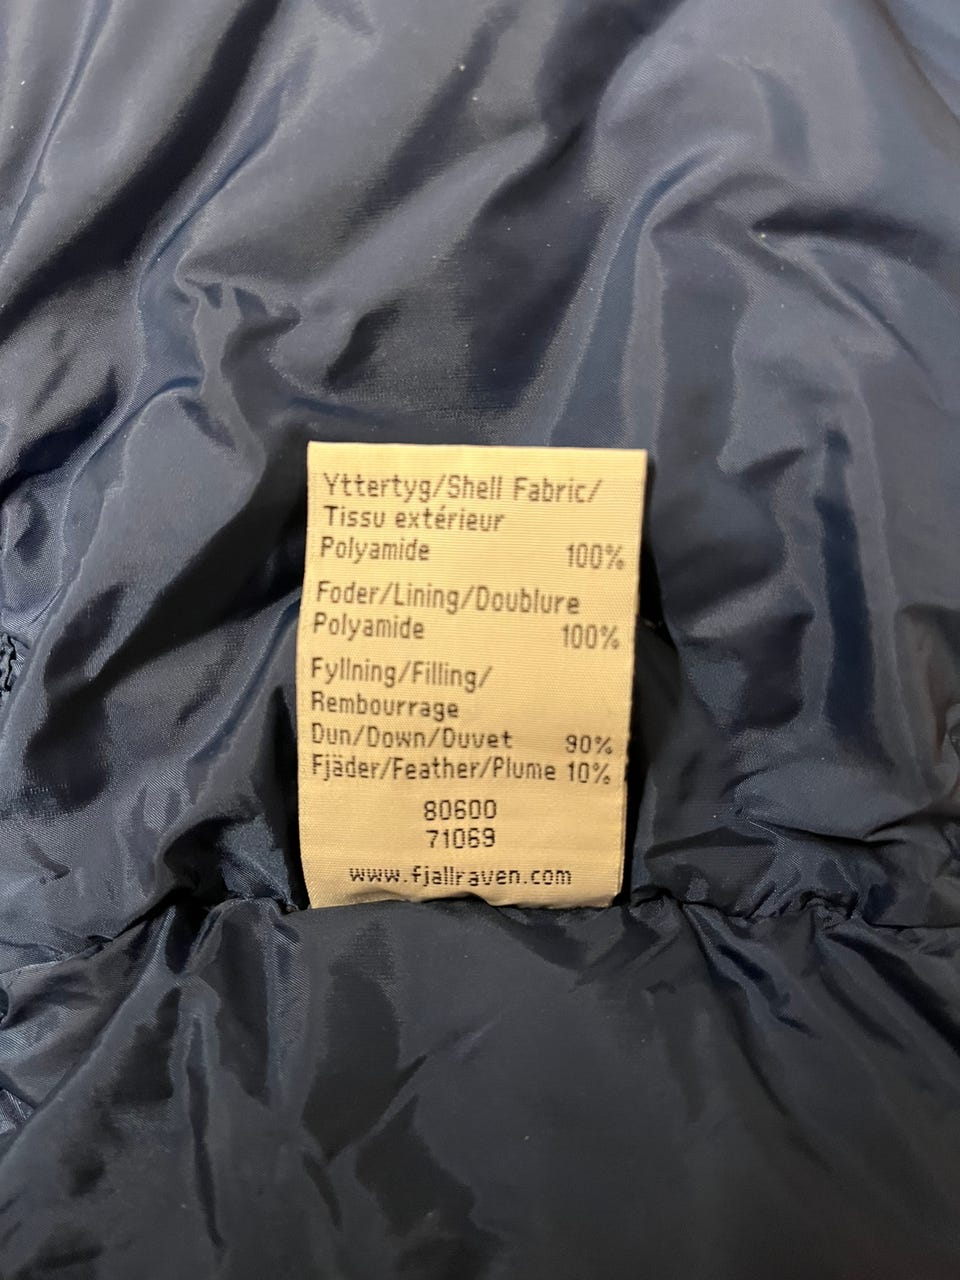 Yttertyg/Shell Fabric/
Tissu extérieur
Polyamide 100%
Foder/Lining/Doublure
Polyamide 100%
Fyllning/Filling/
Rembourrage
Dun/Down/Duvet 90%
Fjäder/Feather/Plume 10%
80600
71069
www.fjallraven.com